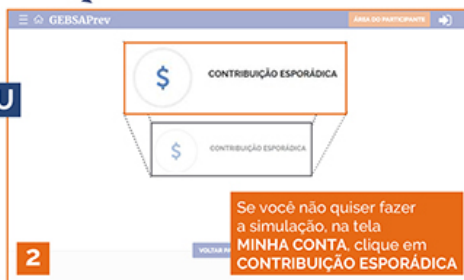 GEBSAPrev
ÁREA DO PARTICIPANTE
CONTRIBUIÇÃO ESPORÁDICA
U
CONTRIBUIÇÃO ESPORÁDICA
Se você não quiser fazer
a simulação, na tela
MINHA CONTA, clique em
CONTRIBUIÇÃO ESPORÁDICA
VOLTAR
2